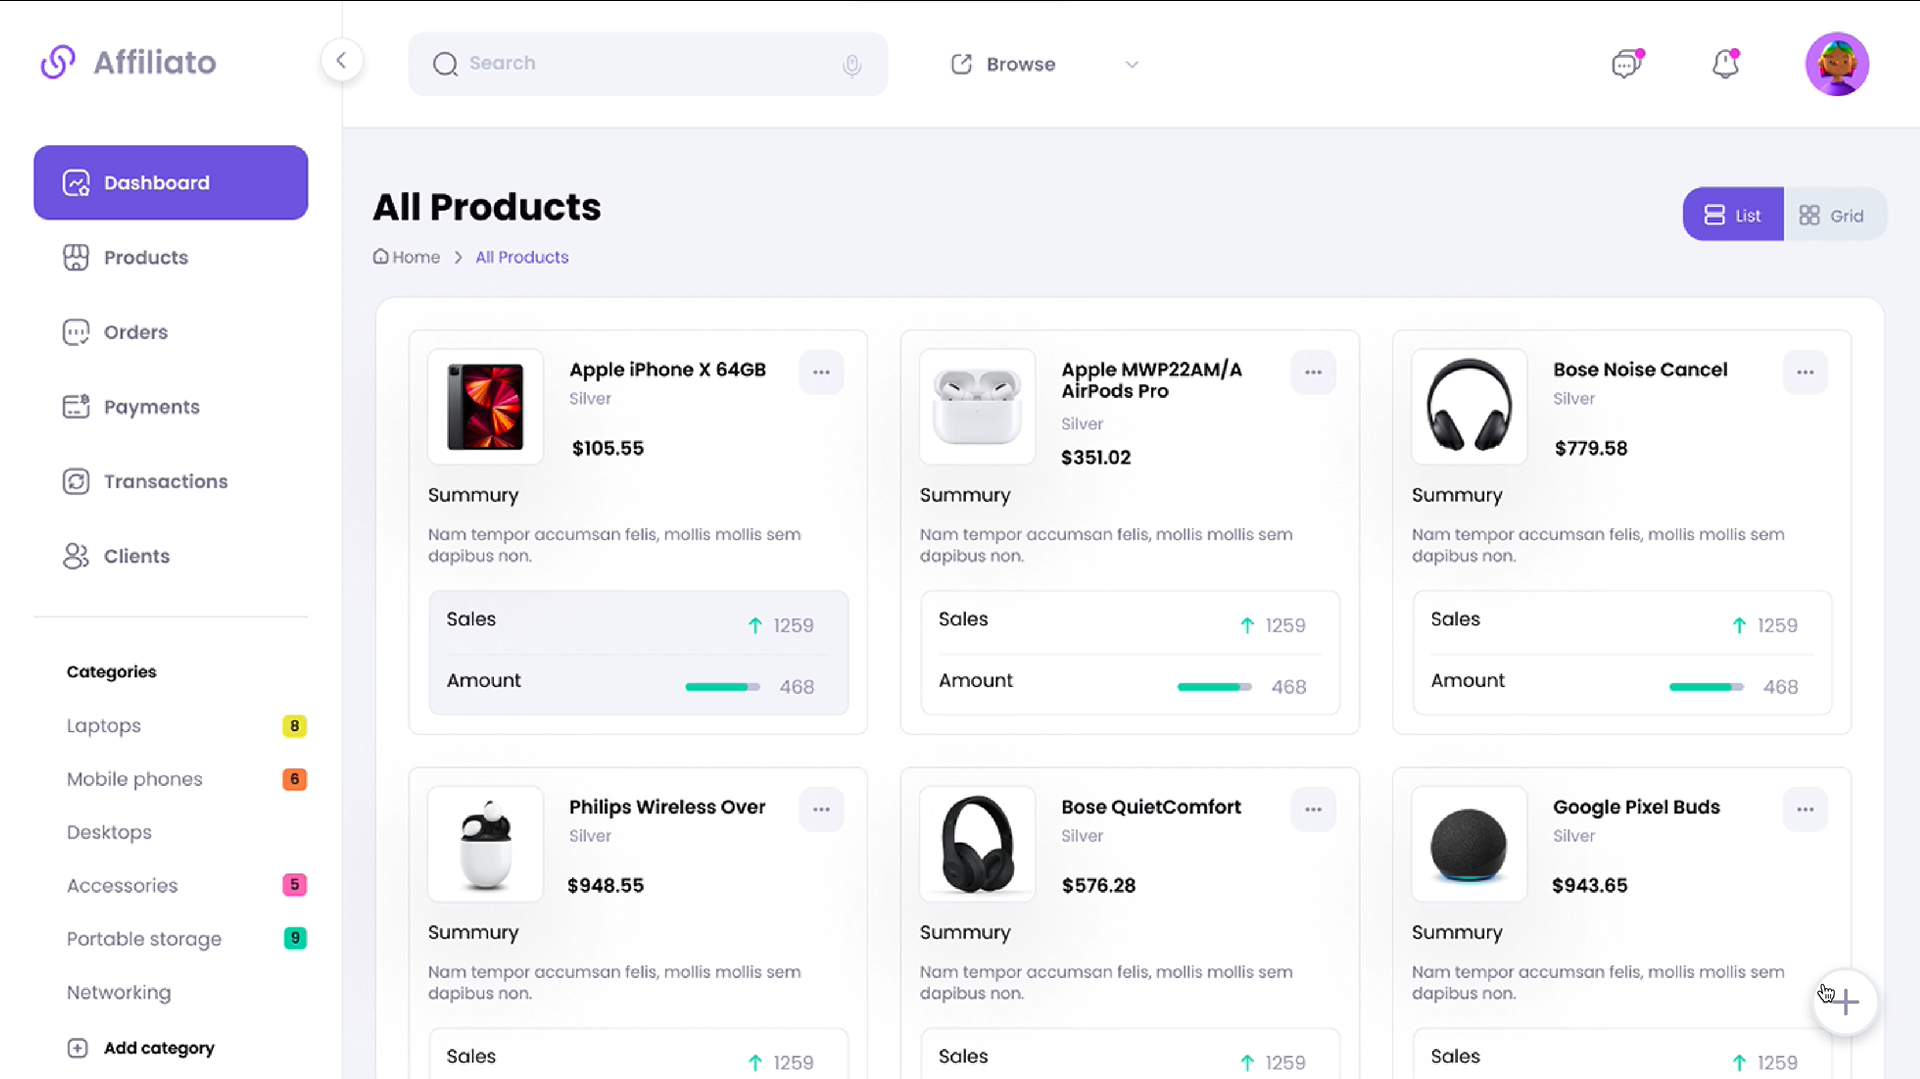 Affiliato
Search
Browse
Dashboard
Products
Orders
Payments
Transactions
Clients
Categories
Laptops 8
Mobile phones 6
Desktops
Accessories 5
Portable storage 9
Networking
Add category
All Products
Home > All Products
List
Grid
Apple iPhone X 64GB
Silver
$105.55
Summury
Nam tempor accumsan felis, mollis mollis sem
dapibus non.
Sales 1259
Amount 468
Apple MWP22AM/A
AirPods Pro
Silver
$351.02
Summury
Nam tempor accumsan felis, mollis mollis sem
dapibus non.
Sales 1259
Amount 468
Bose Noise Cancel
Silver
$779.58
Summury
Nam tempor accumsan felis, mollis mollis sem
dapibus non.
Sales 1259
Amount 468
Philips Wireless Over
Silver
$948.55
Summury
Nam tempor accumsan felis, mollis mollis sem
dapibus non.
Sales 1259
Bose QuietComfort
Silver
$576.28
Summury
Nam tempor accumsan felis, mollis mollis sem
dapibus non.
Sales 1259
Google Pixel Buds
Silver
$943.65
Summury
Nam tempor accumsan felis, mollis mollis sem
dapibus non.
Sales 1259